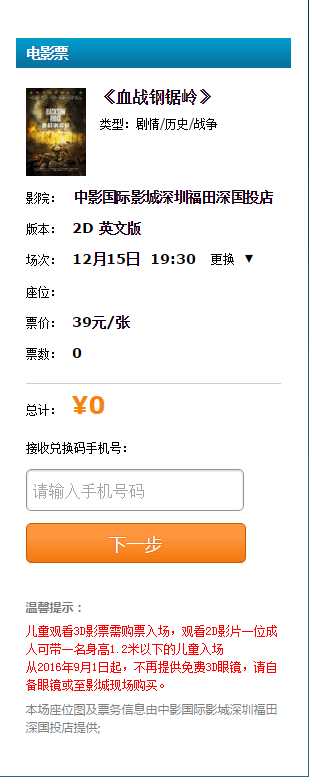 电影票
HACKSAW
RIDGE
血战钢锯岭
《血战钢锯岭》
类型：剧情/历史/战争
影院： 中影国际影城深圳福田深国投店
版本： 2D 英文版
场次： 12月15日 19:30 更换 ▼
座位：
票价： 39元/张
票数： 0
总计： ¥0
接收兑换码手机号：
请输入手机号码
下一步
温馨提示：
儿童观看3D影票需购票入场，观看2D影片一位成
人可带一名身高1.2米以下的儿童入场
从2016年9月1日起，不再提供免费3D眼镜，请自
备眼镜或至影城现场购买。
本场座位图及票务信息由中影国际影城深圳福田
深国投店提供;